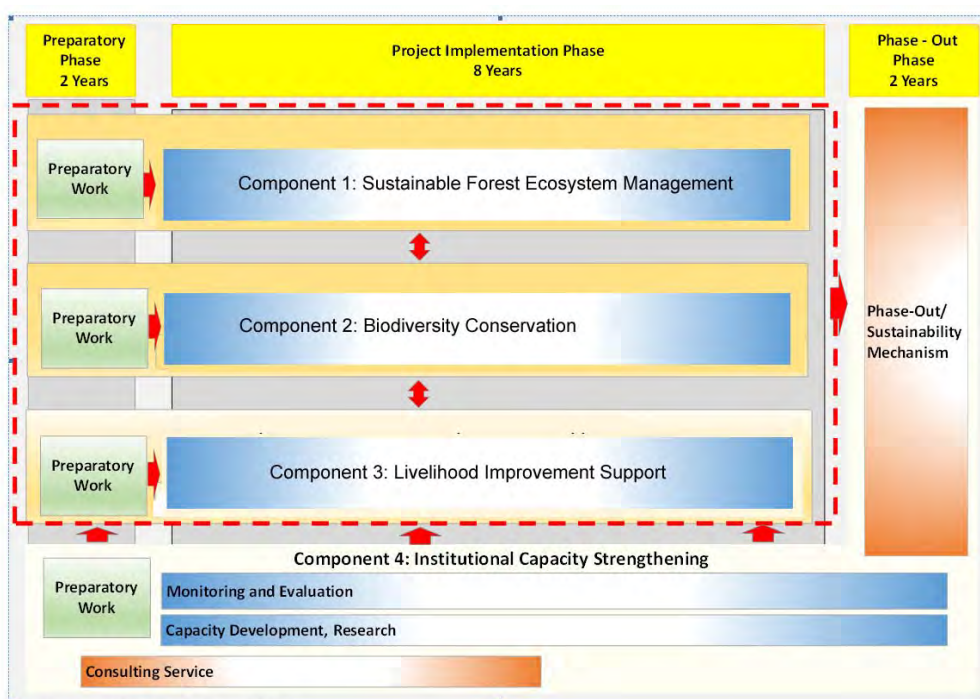 Preparatory
Phase
2 Years
Project Implementation Phase
8 Years
Phase - Out
Phase
2 Years
Preparatory
Work
Component 1: Sustainable Forest Ecosystem Management
Preparatory
Work
Component 2: Biodiversity Conservation
Phase-Out/
Sustainability
Mechanism
Preparatory
Work
Component 3: Livelihood Improvement Support
Component 4: Institutional Capacity Strengthening
Preparatory
Work
Monitoring and Evaluation
Capacity Development, Research
Consulting Service